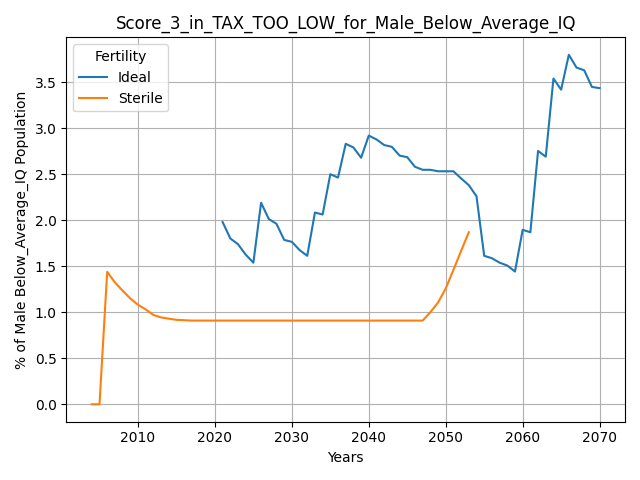 Score_3_in_TAX_TOO_LOW_for_Male_Below_Average_IQ
Fertility
Ideal
Sterile
% of Male Below_Average_IQ Population
3.5
3.0
2.5
2.0
1.5
1.0
0.5
0.0
2010 2020 2030 2040 2050 2060 2070
Years